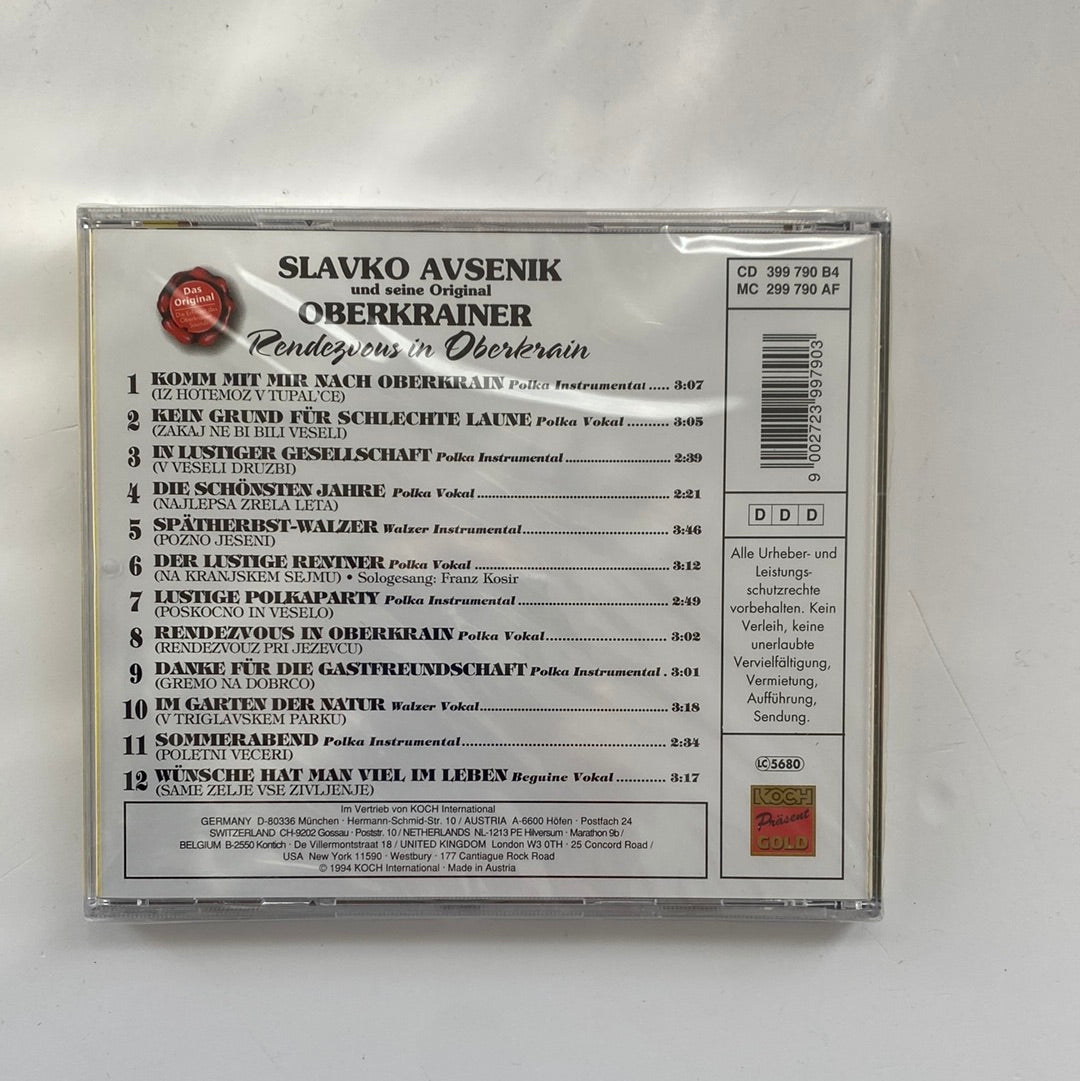 Das
Original
SLAVKO AVSENIK
und seine Original
OBERKRAINER
Rendezvous in Oberkrain
1 KOMM MIT MIR NACH OBERKRAIN Polka Instrumental ..... 3:07
(IZ HOTEMOZ V TUPAL'CE)
2 KEIN GRUND FÜR SCHLECHTE LAUNE Polka Vokal .......... 3:05
(ZAKAJ NE BI BILI VESELI)
3 IN LUSTIGER GESELLSCHAFT Polka Instrumental ........................ 2:39
(V VESELI DRUZBI)
4 DIE SCHÖNSTEN JAHRE Polka Vokal ............................................ 2:21
(NAJLEPSA ZRELA LETA)
5 SPÄTHERBST-WALZER Walzer Instrumental................................. 3:46
(POZNO JESENI)
6 DER LUSTIGE RENTNER Polka Vokal ............................................ 3:12
(NA KRANJSKEM SEJMU) • Sologesang: Franz Kosir
7 LUSTIGE POLKAPARTY Polka Instrumental .................................. 2:49
(POSKOCNO IN VESELO)
8 RENDEZVOUS IN OBERKRAIN Polka Vokal............................ 3:02
(RENDEZVOUZ PRI JEZEVCU)
9 DANKE FÜR DIE GASTFREUNDSCHAFT Polka Instrumental . 3:01
(GREMO NA DOBRCO)
10 IM GARTEN DER NATUR Walzer Vokal........................................... 3:18
(V TRIGLAVSKEM PARKU)
11 SOMMERABEND Polka Instrumental.............................................. 2:34
(POLETNI VECERI)
12 WÜNSCHE HAT MAN VIEL IM LEBEN Beguine Vokal ............ 3:17
(SAME ZELJE VSE ZIVLJENJE)
Im Vertrieb von KOCH International
GERMANY D-80336 München · Hermann-Schmid-Str. 10 / AUSTRIA A-6600 Höfen · Postfach 24
SWITZERLAND CH-9202 Gossau · Poststr. 10 / NETHERLANDS NL-1213 PE Hilversum · Marathon 9b /
BELGIUM B-2550 Kontich · De Villermontstraat 18 / UNITED KINGDOM London W3 0TH · 25 Concord Road /
USA New York 11590 · Westbury · 177 Cantiague Rock Road
© 1994 KOCH International · Made in Austria
CD 399 790 B4
MC 299 790 AF
9 002723 997903
D D D
Alle Urheber- und
Leistungs-
schutzrechte
vorbehalten. Kein
Verleih, keine
unerlaubte
Vervielfältigung,
Vermietung,
Aufführung,
Sendung.
LC 5680
KOCH
Präsent
GOLD